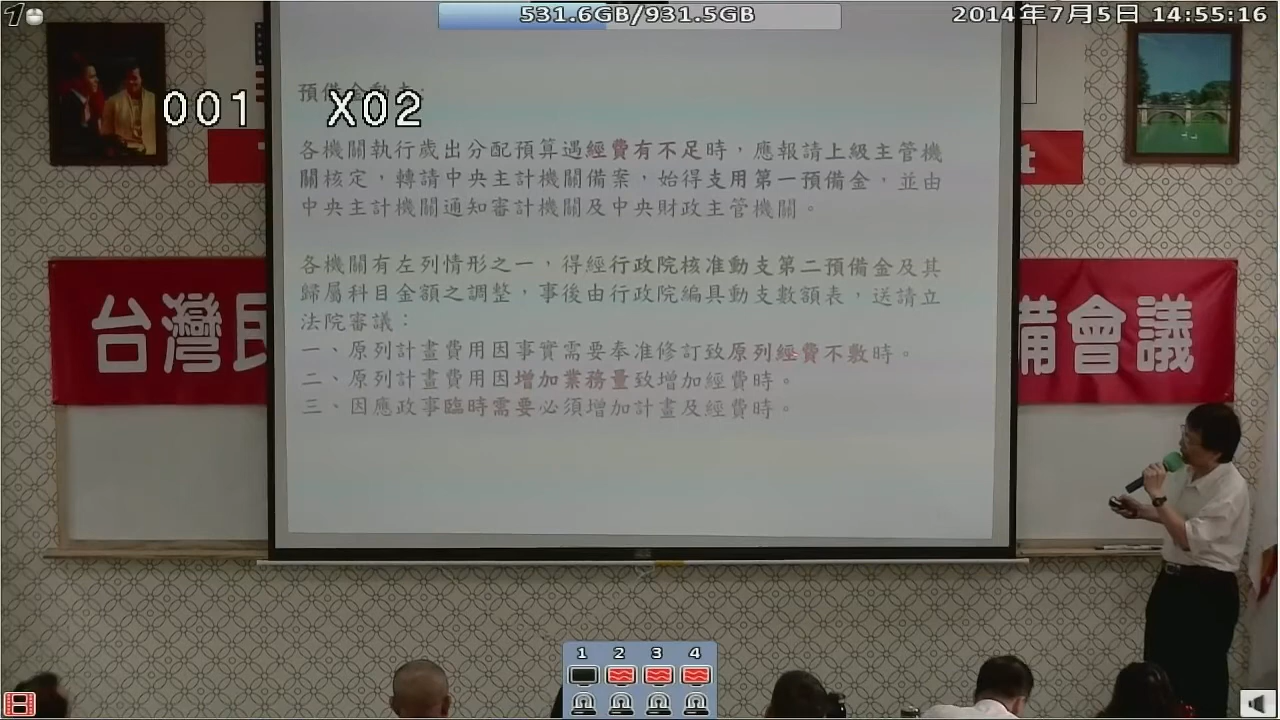 531.6GB/931.5GB
2014年7月5日 14:55:16
1
001 X02
預備金動支:
各機關執行歲出分配預算遇經費有不足時，應報請上級主管機
關核定，轉請中央主計機關備案，始得支用第一預備金，並由
中央主計機關通知審計機關及中央財政主管機關。
各機關有左列情形之一，得經行政院核准動支第二預備金及其
歸屬科目金額之調整，事後由行政院編具動支數額表，送請立
法院審議：
一、原列計畫費用因事實需要奉准修訂致原列經費不敷時。
二、原列計畫費用因增加業務量致增加經費時。
三、因應政事臨時需要必須增加計畫及經費時。
台灣民
備會議
1 2 3 4